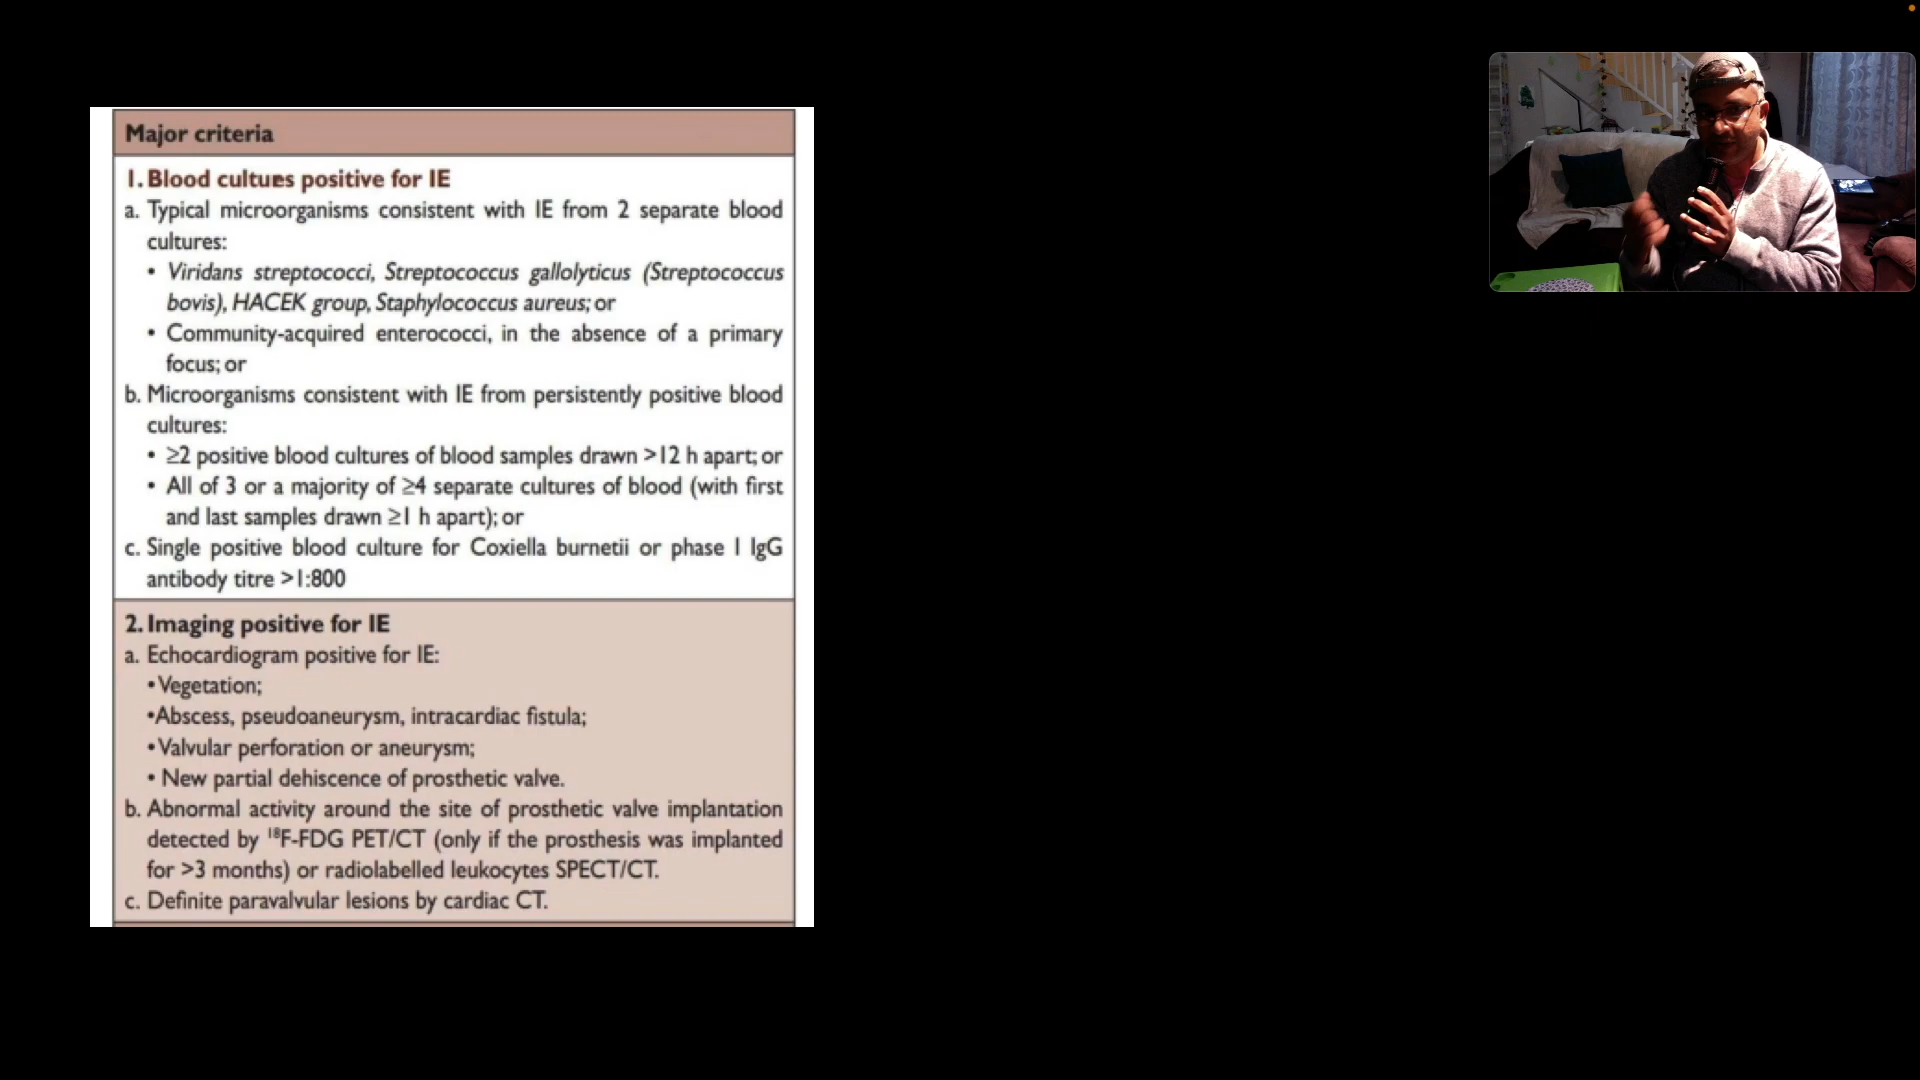 Major criteria
1. Blood cultures positive for IE
a. Typical microorganisms consistent with IE from 2 separate blood
cultures:
• Viridans streptococci, Streptococcus gallolyticus (Streptococcus
bovis), HACEK group, Staphylococcus aureus; or
• Community-acquired enterococci, in the absence of a primary
focus; or
b. Microorganisms consistent with IE from persistently positive blood
cultures:
• ≥2 positive blood cultures of blood samples drawn >12 h apart; or
• All of 3 or a majority of ≥4 separate cultures of blood (with first
and last samples drawn ≥1 h apart); or
c. Single positive blood culture for Coxiella burnetii or phase I IgG
antibody titre >1:800
2. Imaging positive for IE
a. Echocardiogram positive for IE:
• Vegetation;
• Abscess, pseudoaneurysm, intracardiac fistula;
• Valvular perforation or aneurysm;
• New partial dehiscence of prosthetic valve.
b. Abnormal activity around the site of prosthetic valve implantation
detected by ¹⁸F-FDG PET/CT (only if the prosthesis was implanted
for >3 months) or radiolabelled leukocytes SPECT/CT.
c. Definite paravalvular lesions by cardiac CT.